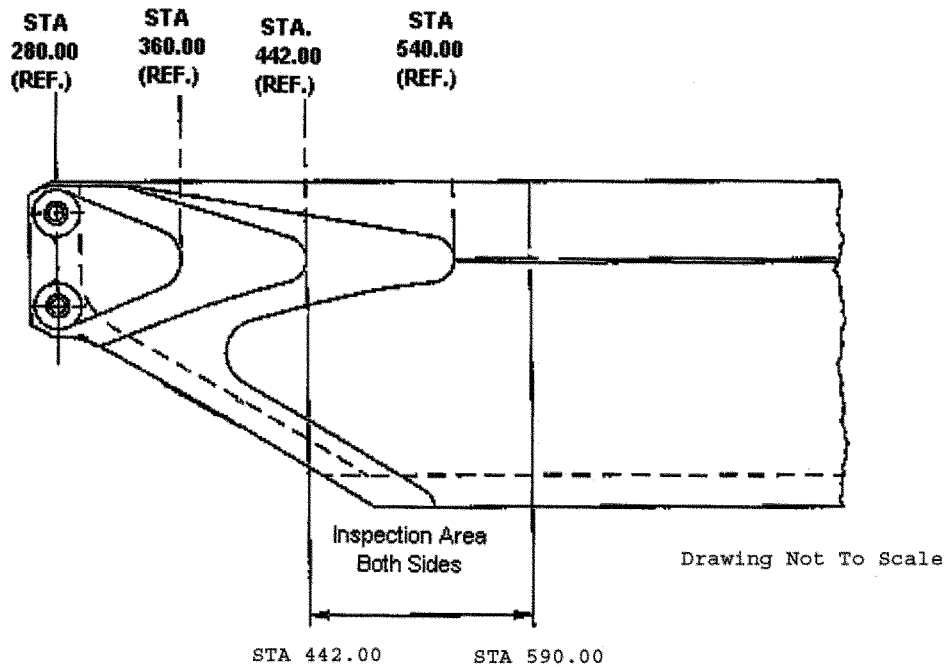 STA
280.00
(REF.)
STA
360.00
(REF.)
STA.
442.00
(REF.)
STA
540.00
(REF.)
Inspection Area
Both Sides
Drawing Not To Scale
STA 442.00
STA 590.00